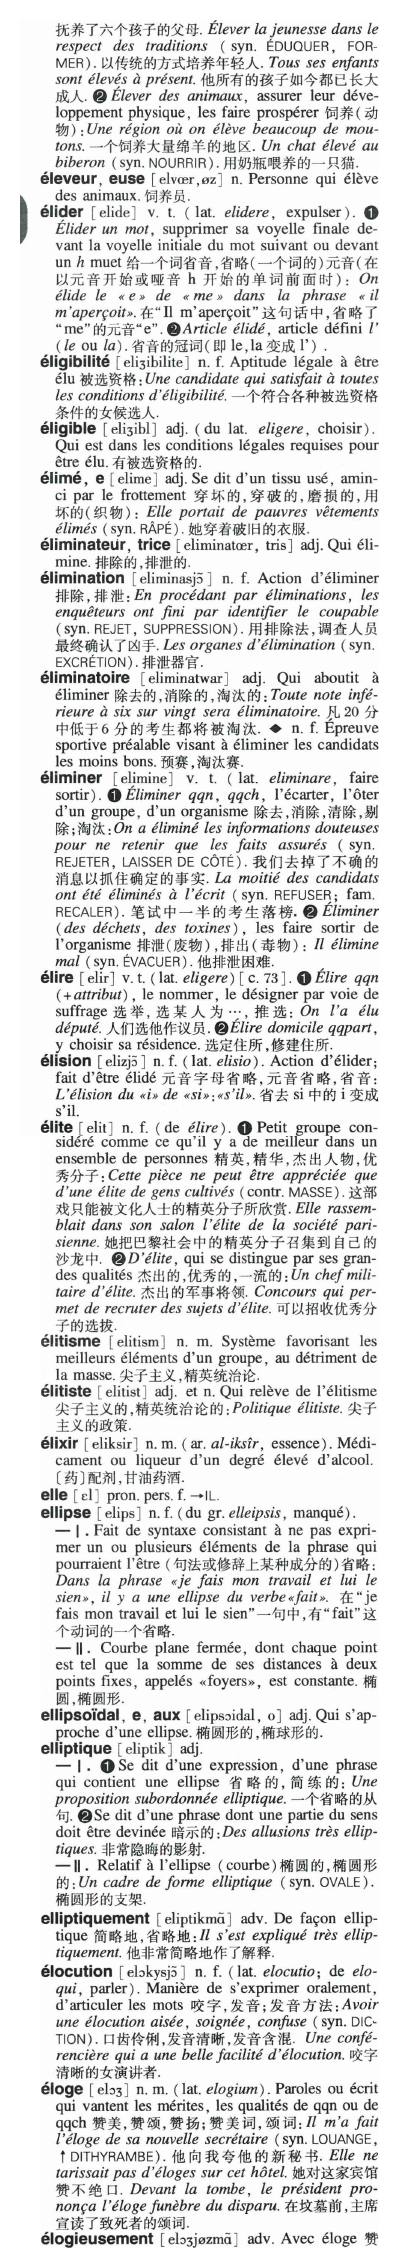 抚养了六个孩子的父母. Élever la jeunesse dans le
respect des traditions ( syn. ÉDUQUER, FOR-
MER). 以传统的方式培养年轻人. Tous ses enfants
sont élevés à présent. 他所有的孩子如今都已长大
成人. ❷ Élever des animaux, assurer leur déve-
loppement physique, les faire prospérer 饲养(动
物): Une région où on élève beaucoup de mou-
tons. 一个饲养大量绵羊的地区. Un chat élevé au
biberon (syn. NOURRIR). 用奶瓶喂养的一只猫.
éleveur, euse [elvœr,øz] n. Personne qui élève
des animaux. 饲养员.
élider [elide] v. t. ( lat. elidere, expulser). ❶
Élider un mot, supprimer sa voyelle finale de-
vant la voyelle initiale du mot suivant ou devant
un h muet 给一个词省音,省略(一个词的)元音(在
以元音开始或哑音 h 开始的单词前面时): On
élide le «e» de «me» dans la phrase «il
m'aperçoit». 在“Il m'aperçoit”这句话中,省略了
“me”的元音“e”. ❷Article élidé, article défini l'
(le ou la). 省音的冠词(即 le,la 变成 l') .
éligibilité [eliʒibilite] n. f. Aptitude légale à être
élu 被选资格: Une candidate qui satisfait à toutes
les conditions d'éligibilité. 一个符合各种被选资格
条件的女候选人.
éligible [eliʒibl] adj. (du lat. eligere, choisir).
Qui est dans les conditions légales requises pour
être élu. 有被选资格的.
élimé, e [elime] adj. Se dit d'un tissu usé, amin-
ci par le frottement 穿坏的,穿破的,磨损的,用
坏的(织物): Elle portait de pauvres vêtements
élimés (syn. RÂPÉ). 她穿着破旧的衣服.
éliminateur, trice [eliminatœr, tris] adj. Qui éli-
mine. 排除的,排泄的.
élimination [eliminasjɔ̃] n. f. Action d'éliminer
排除,排泄: En procédant par éliminations, les
enquêteurs ont fini par identifier le coupable
(syn. REJET, SUPPRESSION). 用排除法,调查人员
最终确认了凶手. Les organes d'élimination (syn.
EXCRÉTION). 排泄器官.
éliminatoire [eliminatwar] adj. Qui aboutit à
éliminer 除去的,消除的,淘汰的: Toute note infé-
rieure à six sur vingt sera éliminatoire. 凡 20 分
中低于 6 分的考生都将被淘汰. ◆ n. f. Épreuve
sportive préalable visant à éliminer les candidats
les moins bons. 预赛,淘汰赛.
éliminer [elimine] v. t. ( lat. eliminare, faire
sortir). ❶ Éliminer qqn, qqch, l'écarter, l'ôter
d'un groupe, d'un organisme 除去,消除,清除,剔
除;淘汰: On a éliminé les informations douteuses
pour ne retenir que les faits assurés ( syn.
REJETER, LAISSER DE CÔTÉ). 我们去掉了不确的
消息以抓住确定的事实. La moitié des candidats
ont été éliminés à l'écrit (syn. REFUSER; fam.
RECALER). 笔试中一半的考生落榜. ❷ Éliminer
(des déchets, des toxines), les faire sortir de
l'organisme 排泄(废物),排出(毒物): Il élimine
mal (syn. ÉVACUER). 他排泄困难.
élire [elir] v.t. (lat. eligere) [c. 73]. ❶Élire qqn
(+attribut), le nommer, le désigner par voie de
suffrage 选举,选某人为…,推选: On l'a élu
député. 人们选他作议员. ❷Élire domicile qqpart,
y choisir sa résidence. 选定住所,修建住所.
élision [elizjɔ̃] n. f. (lat. elisio). Action d'élider;
fait d'être élidé 元音字母省略,元音省略,省音:
L'élision du «i» de «si»: «s'il». 省去 si 中的 i 变成
s'il.
élite [elit] n. f. (de élire). ❶ Petit groupe con-
sidéré comme ce qu'il y a de meilleur dans un
ensemble de personnes 精英,精华,杰出人物,优
秀分子: Cette pièce ne peut être appréciée que
d'une élite de gens cultivés (contr. MASSE). 这部
戏只能被文化人士的精英分子所欣赏. Elle rassem-
blait dans son salon l'élite de la société pari-
sienne. 她把巴黎社会中的精英分子召集到自己的
沙龙中. ❷D'élite, qui se distingue par ses gran-
des qualités 杰出的,优秀的,一流的: Un chef mili-
taire d'élite. 杰出的军事将领. Concours qui per-
met de recruter des sujets d'élite. 可以招收优秀分
子的选拔.
élitisme [elitism] n. m. Système favorisant les
meilleurs éléments d'un groupe, au détriment de
la masse. 尖子主义,精英统治论.
élitiste [elitist] adj. et n. Qui relève de l'élitisme
尖子主义的,精英统治论的: Politique élitiste. 尖子
主义的政策.
élixir [eliksir] n. m. (ar. al-iksîr, essence). Médi-
cament ou liqueur d'un degré élevé d'alcool.
〔药〕配剂,甘油药酒.
elle [ɛl] pron. pers. f. →IL.
ellipse [elips] n. f. (du gr. elleipsis, manqué).
— I . Fait de syntaxe consistant à ne pas expri-
mer un ou plusieurs éléments de la phrase qui
pourraient l'être (句法或修辞上某种成分的)省略:
Dans la phrase «je fais mon travail et lui le
sien», il y a une ellipse du verbe «fait». 在“je
fais mon travail et lui le sien”一句中,有“fait”这
个动词的一个省略.
— II . Courbe plane fermée, dont chaque point
est tel que la somme de ses distances à deux
points fixes, appelés «foyers», est constante. 椭
圆,椭圆形.
ellipsoïdal, e, aux [elipsɔidal, o] adj. Qui s'ap-
proche d'une ellipse. 椭圆形的,椭球形的.
elliptique [eliptik] adj.
— I . ❶Se dit d'une expression, d'une phrase
qui contient une ellipse 省略的,简练的: Une
proposition subordonnée elliptique. 一个省略的从
句. ❷Se dit d'une phrase dont une partie du sens
doit être devinée 暗示的: Des allusions très ellip-
tiques. 非常隐晦的影射.
— II . Relatif à l'ellipse (courbe)椭圆的,椭圆形
的: Un cadre de forme elliptique (syn. OVALE).
椭圆形的支架.
elliptiquement [eliptikmɑ̃] adv. De façon ellip-
tique 简略地,省略地: Il s'est expliqué très ellip-
tiquement. 他非常简略地作了解释.
élocution [elɔkysjɔ̃] n. f. (lat. elocutio; de elo-
qui, parler). Manière de s'exprimer oralement,
d'articuler les mots 咬字,发音;发音方法: Avoir
une élocution aisée, soignée, confuse (syn. DIC-
TION). 口齿伶俐,发音清晰,发音含混. Une confé-
rencière qui a une belle facilité d'élocution. 咬字
清晰的女演讲者.
éloge [elɔʒ] n. m. (lat. elogium). Paroles ou écrit
qui vantent les mérites, les qualités de qqn ou de
qqch 赞美,赞颂,赞扬;赞美词,颂词: Il m'a fait
l'éloge de sa nouvelle secrétaire (syn. LOUANGE,
↑DITHYRAMBE). 他向我夸他的新秘书. Elle ne
tarissait pas d'éloges sur cet hôtel. 她对这家宾馆
赞不绝口. Devant la tombe, le président pro-
nonça l'éloge funèbre du disparu. 在坟墓前,主席
宣读了致死者的颂词.
élogieusement [elɔʒjøzmɑ̃] adv. Avec éloge 赞